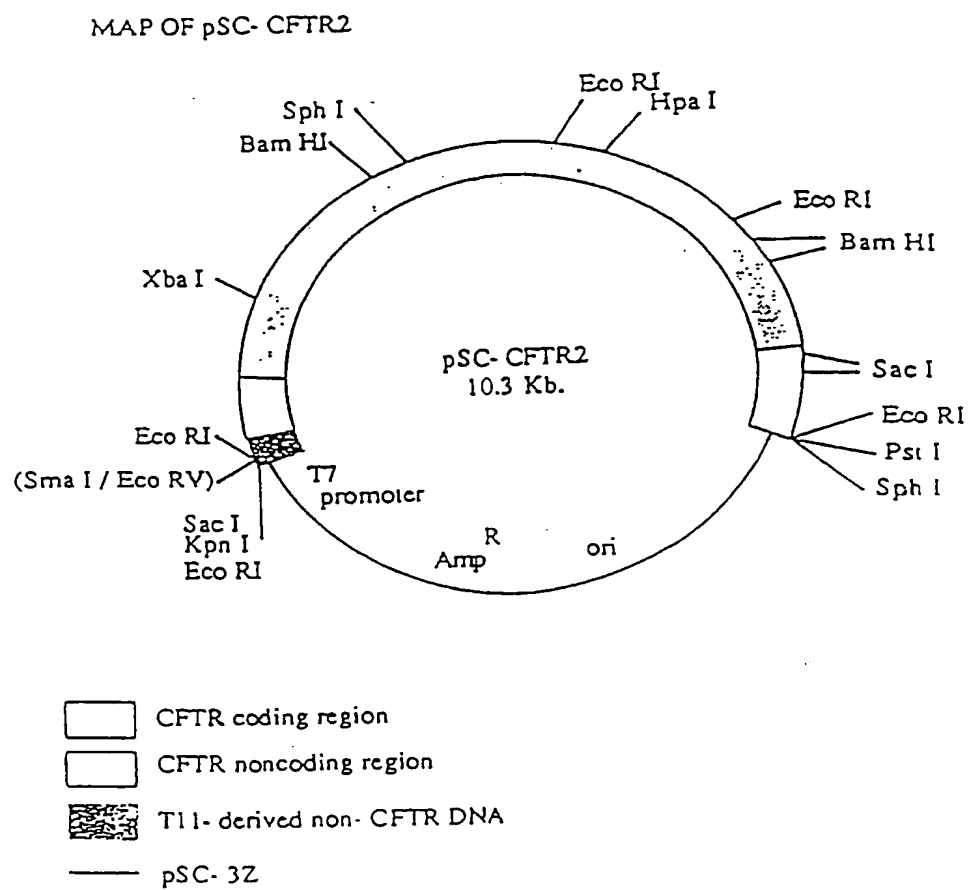 MAP OF pSC- CFTR2
Eco RI
Hpa I
Sph I
Bam HI
Eco RI
Bam HI
Xba I
pSC- CFTR2
10.3 Kb.
Sac I
Eco RI
Pst I
Sph I
Eco RI
(Sma I / Eco RV)
T7
promoter
Sac I
Kpn I
Eco RI
Amp R
ori
CFTR coding region
CFTR noncoding region
T11- derived non- CFTR DNA
pSC- 3Z